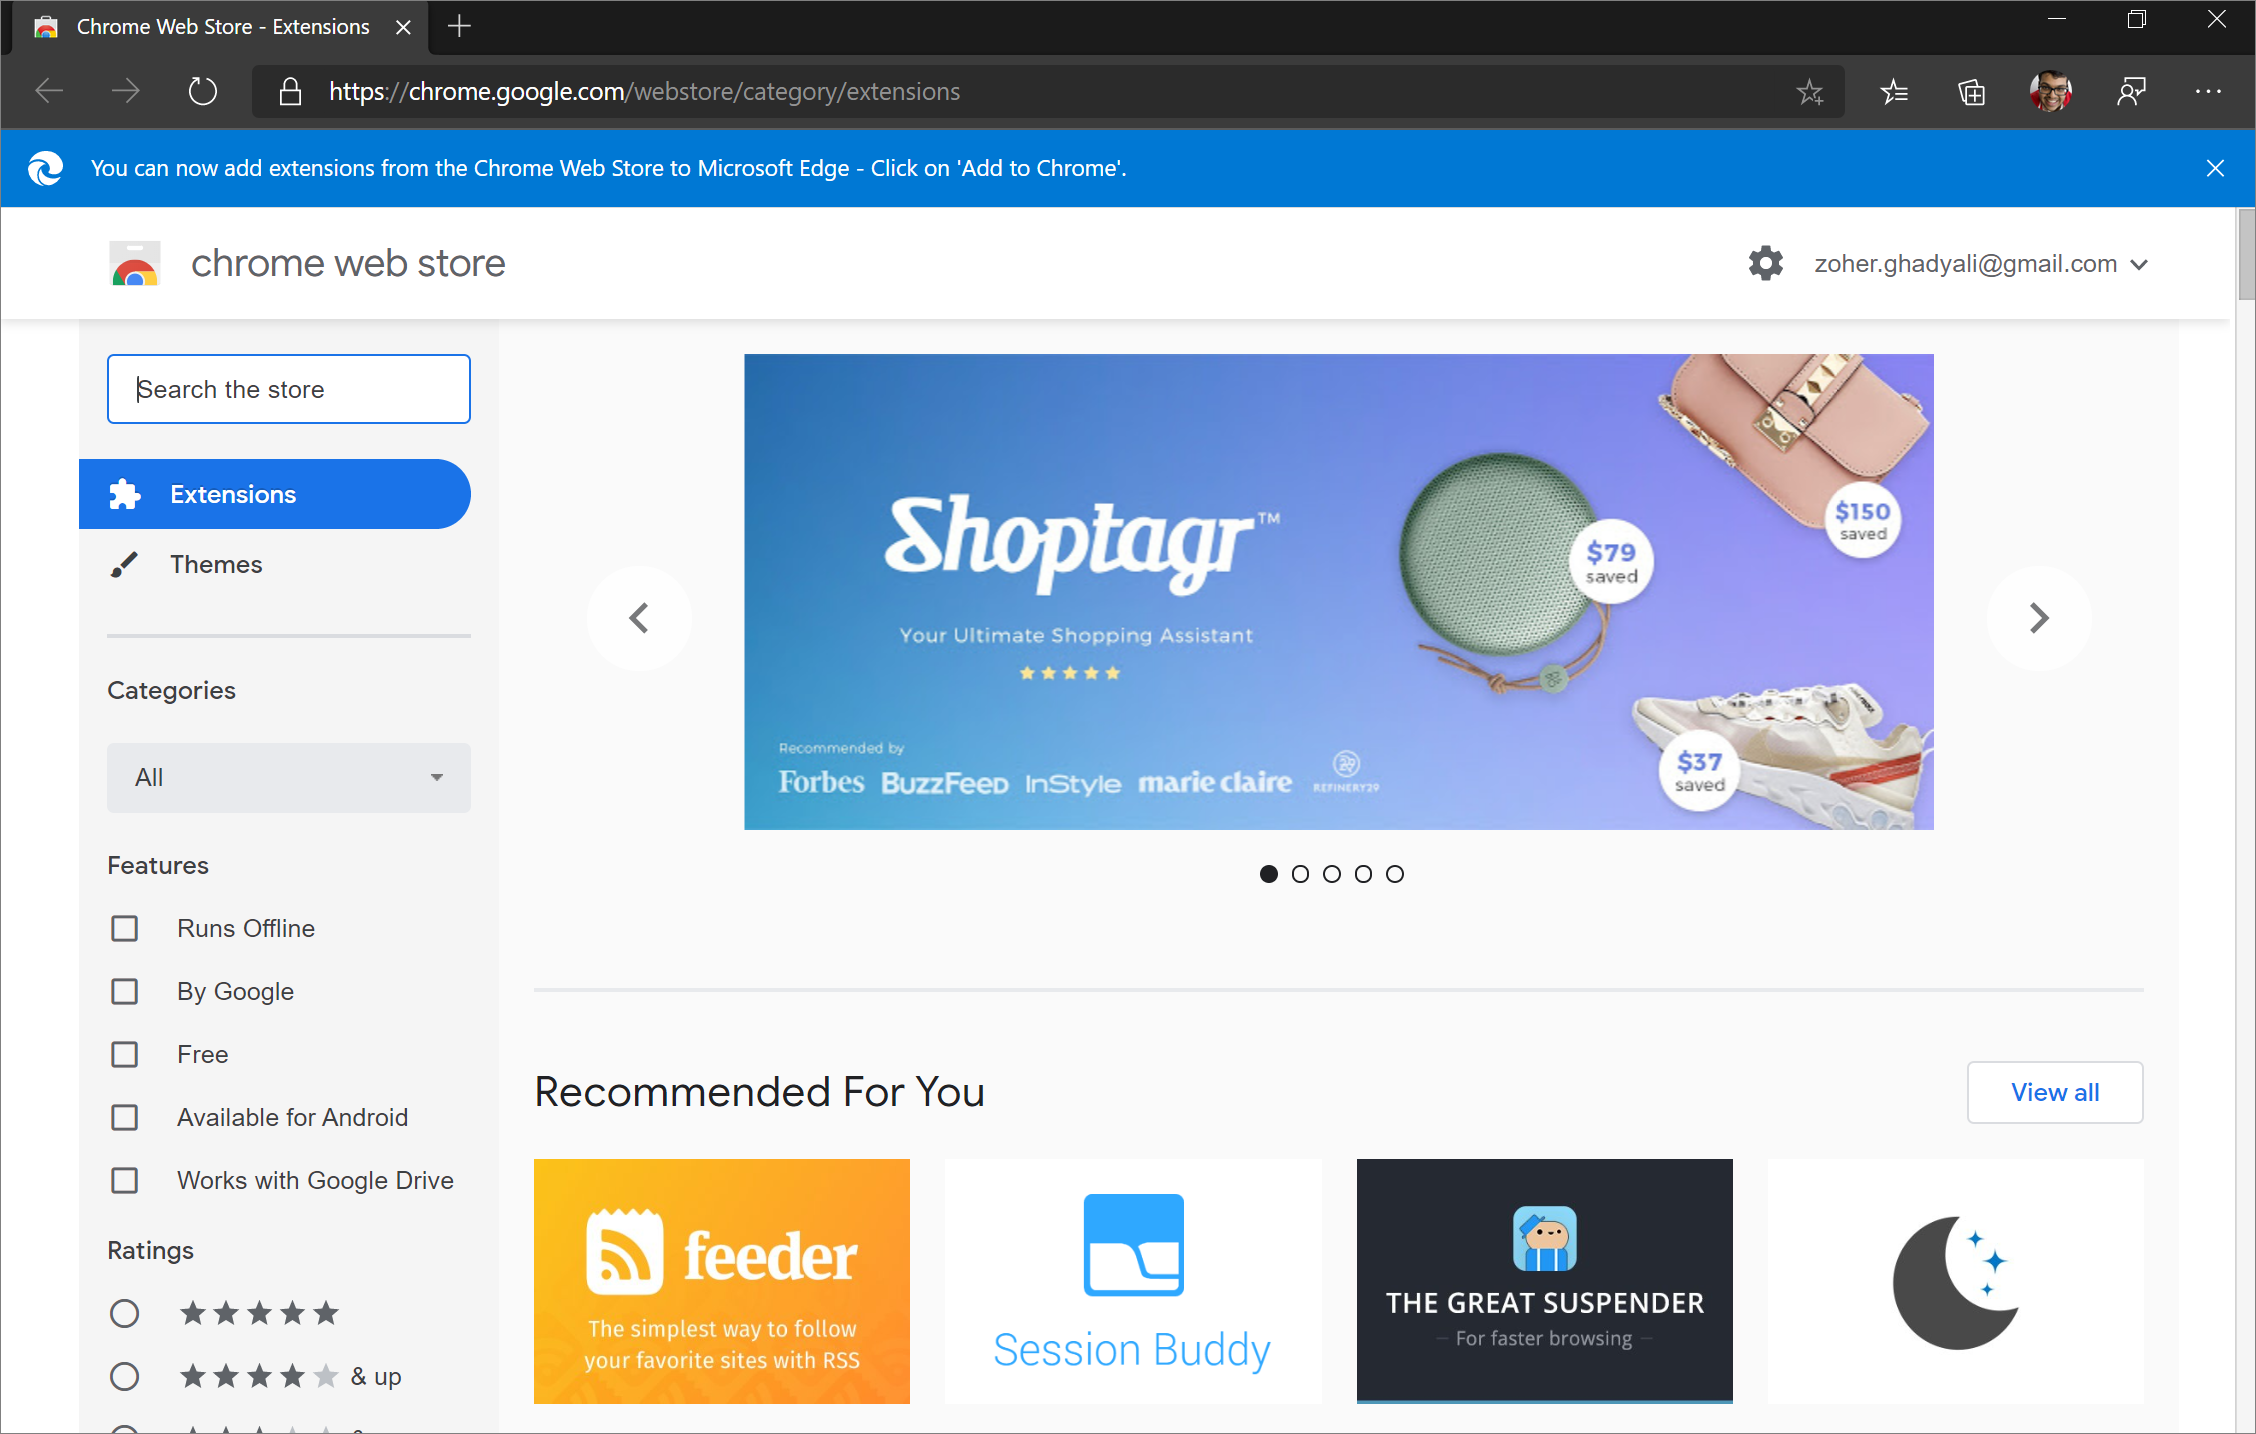 Chrome Web Store - Extensions
https://chrome.google.com/webstore/category/extensions
You can now add extensions from the Chrome Web Store to Microsoft Edge - Click on 'Add to Chrome'.
chrome web store
zoher.ghadyali@gmail.com
Search the store
Extensions
Themes
Categories
All
Features
Runs Offline
By Google
Free
Available for Android
Works with Google Drive
Ratings
& up
Shoptagr™
Your Ultimate Shopping Assistant
Recommended by
Forbes BuzzFeed InStyle marie claire REFINERY29
$79
saved
$150
saved
$37
saved
Recommended For You
View all
feeder
The simplest way to follow
your favorite sites with RSS
Session Buddy
THE GREAT SUSPENDER
– For faster browsing –